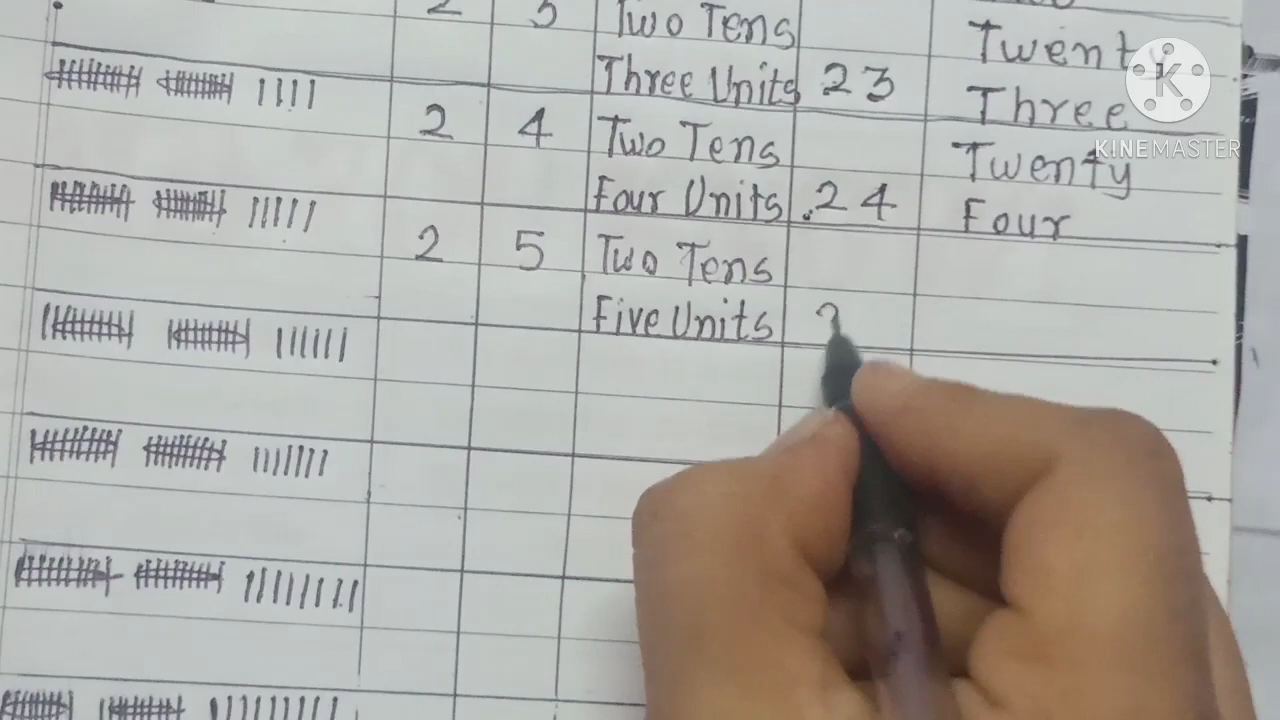 2 3 Two Tens
Three Units 23 Twenty
Three
2 4 Two Tens
Four Units .24 Twenty
Four
2 5 Two Tens
Five Units 2
K
KINEMASTER